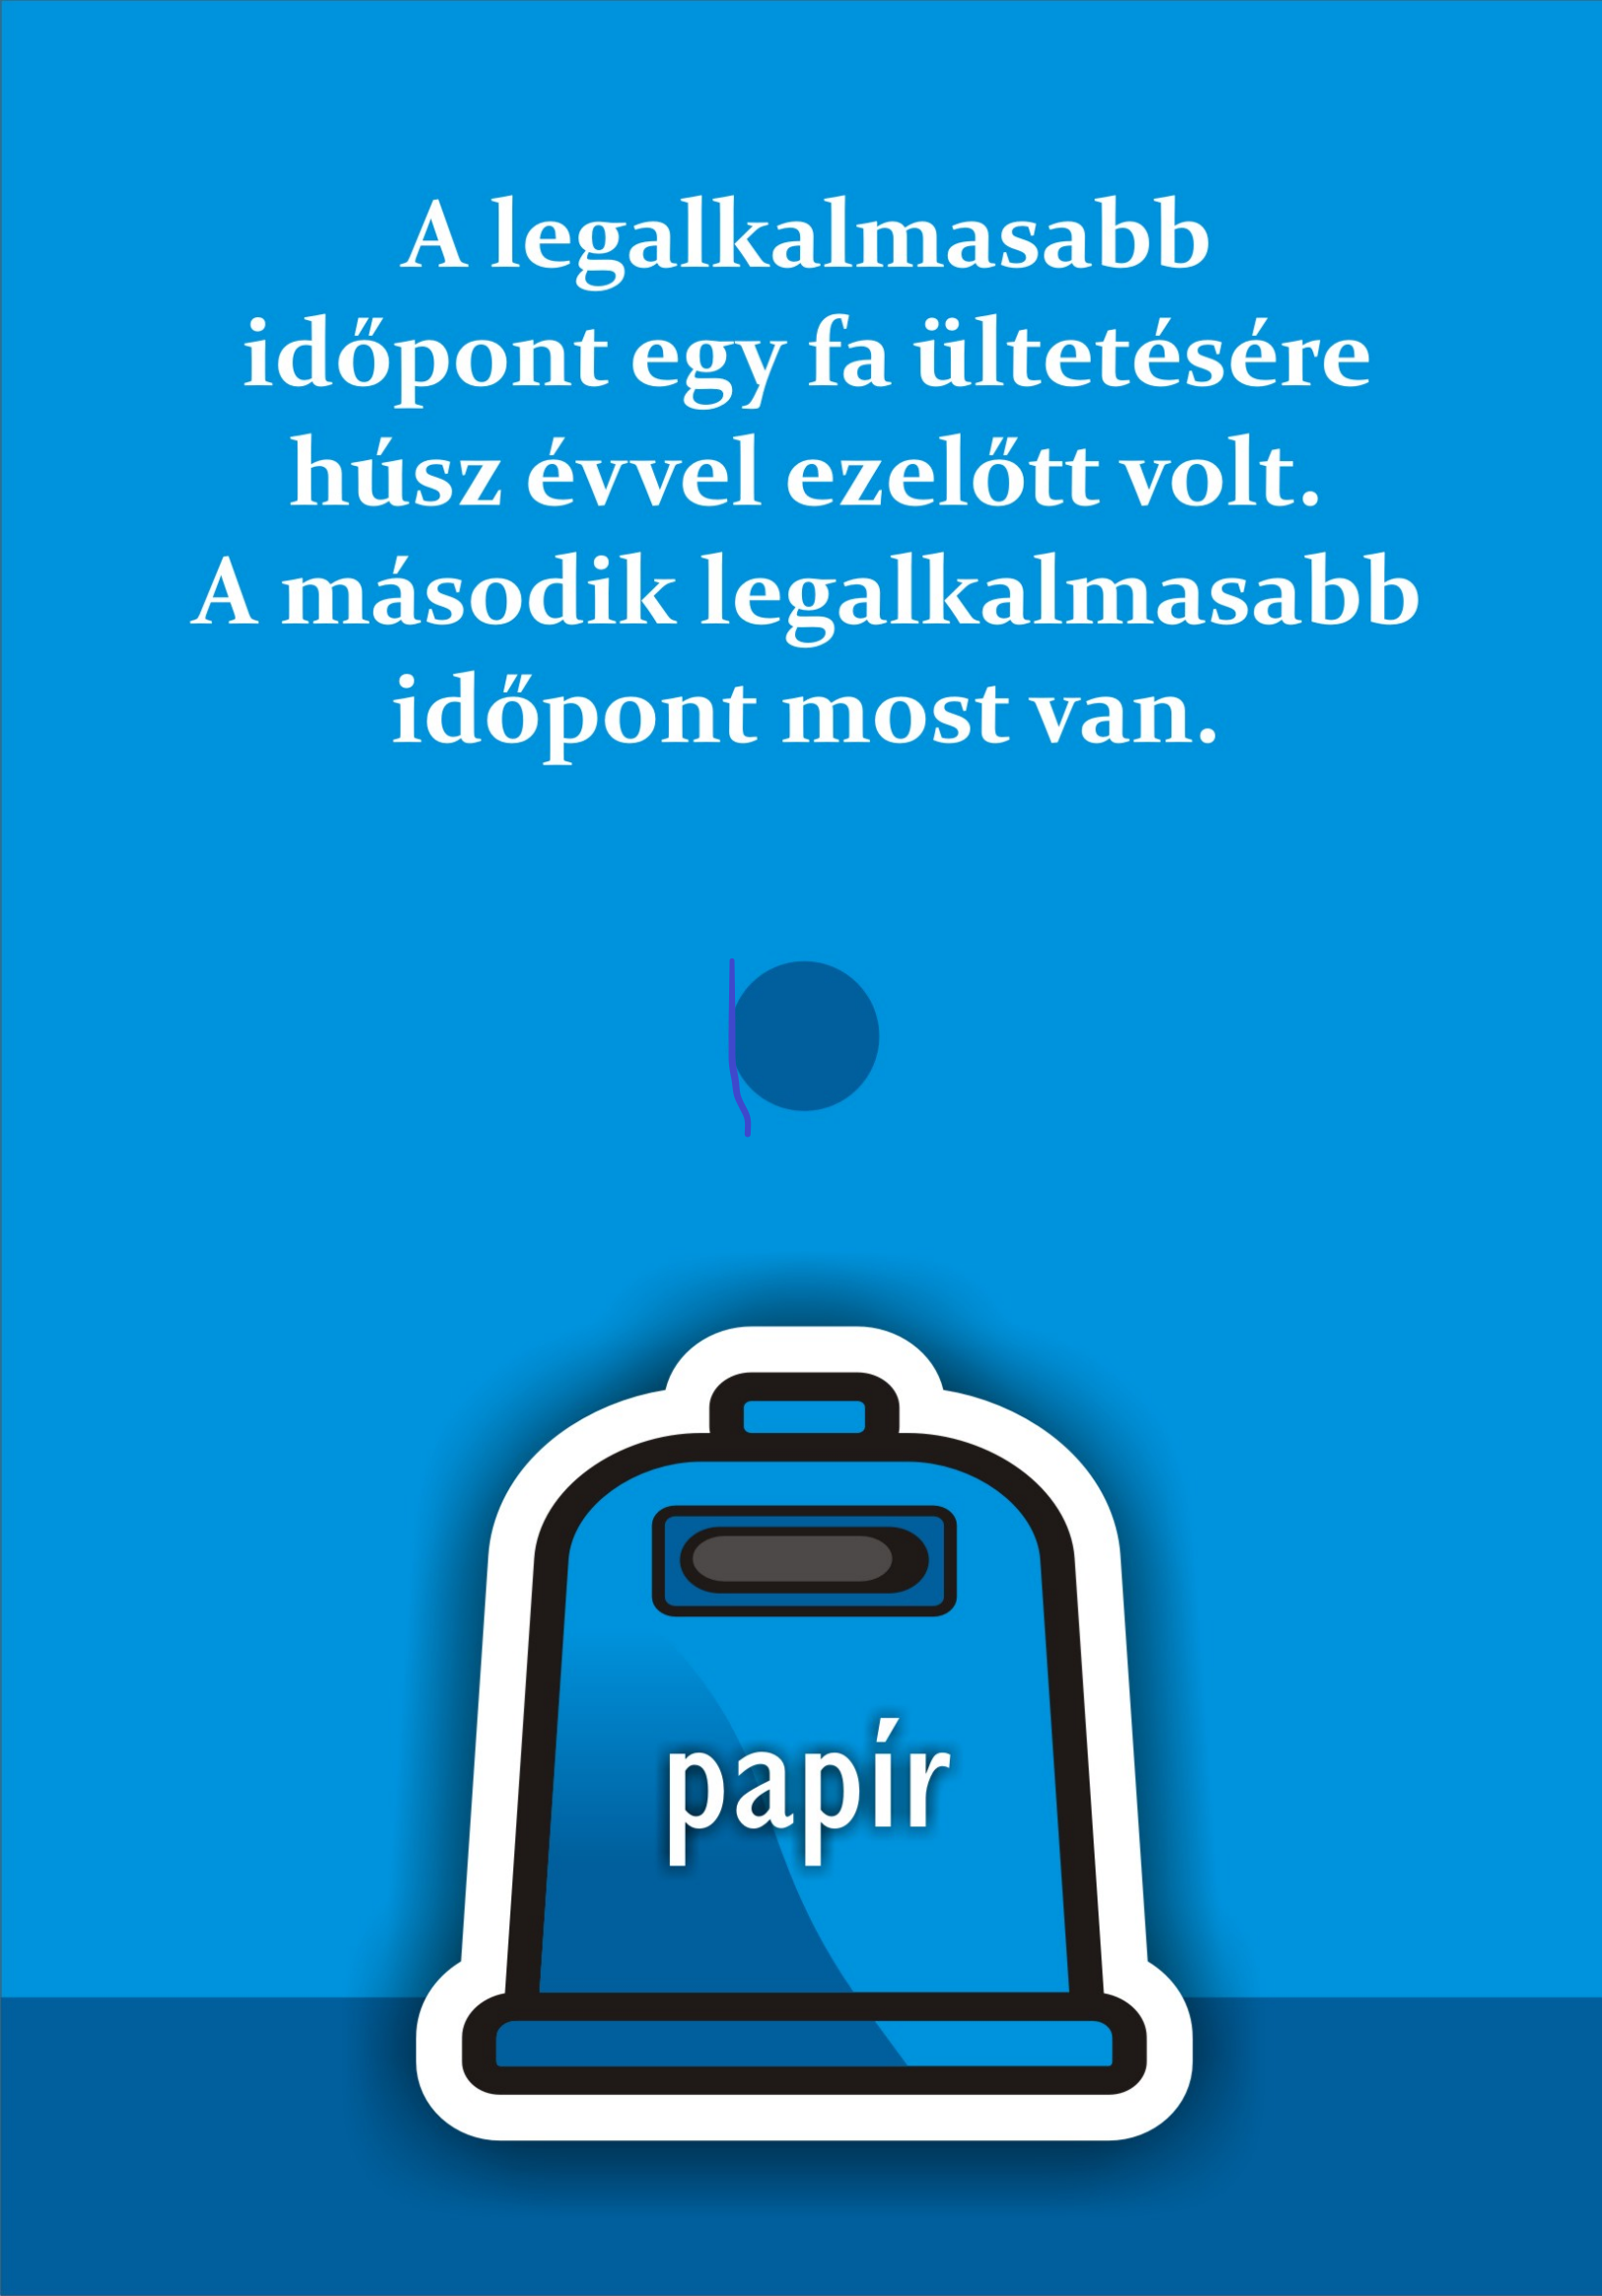 A legalkalmasabb
időpont egy fa ültetésére
húsz évvel ezelőtt volt.
A második legalkalmasabb
időpont most van.
papír